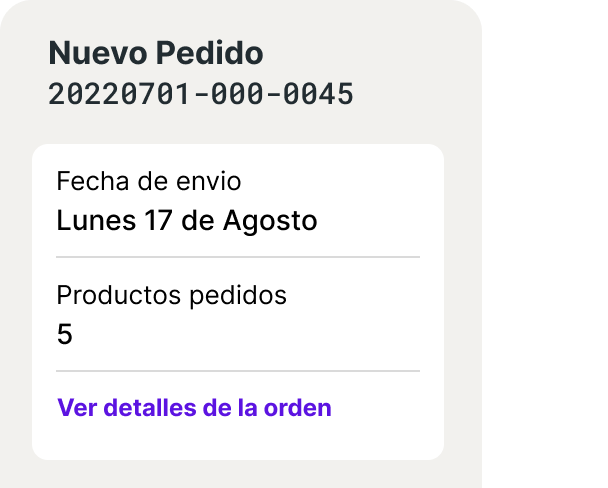 Nuevo Pedido
20220701-000-0045
Fecha de envio
Lunes 17 de Agosto
Productos pedidos
5
Ver detalles de la orden